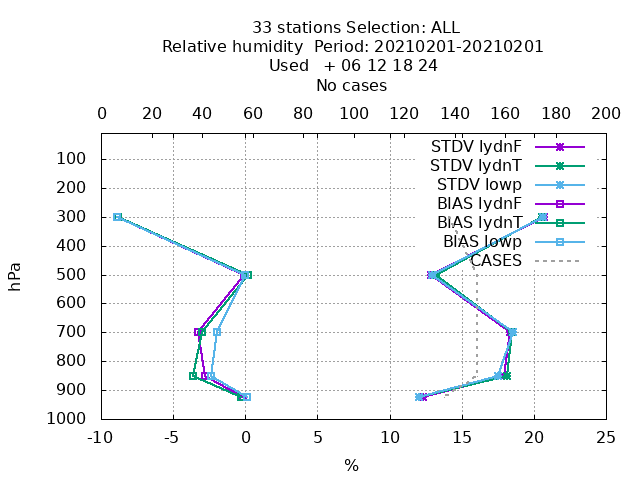 33 stations Selection: ALL
Relative humidity  Period: 20210201-20210201
Used   + 06 12 18 24
No cases
0 20 40 60 80 100 120 140 160 180 200
STDV lydnF
STDV lydnT
STDV lowp
BIAS lydnF
BIAS lydnT
BIAS lowp
CASES
100
200
300
400
500
600
700
800
900
1000
hPa
-10 -5 0 5 10 15 20 25
%